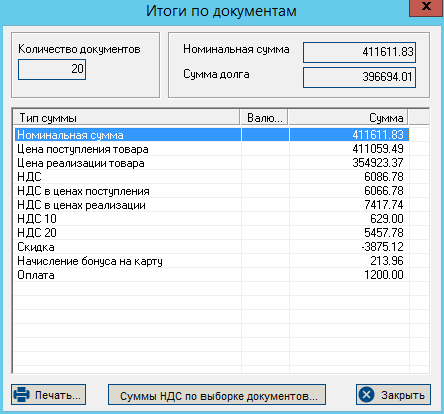 Итоги по документам
x
Количество документов
20
Номинальная сумма 411611.83
Сумма долга 396694.01
Тип суммы Валю... Сумма
Номинальная сумма 411611.83
Цена поступления товара 411059.49
Цена реализации товара 354923.37
НДС 6086.78
НДС в ценах поступления 6066.78
НДС в ценах реализации 7417.74
НДС 10 629.00
НДС 20 5457.78
Скидка -3875.12
Начисление бонуса на карту 213.96
Оплата 1200.00
Печать... Суммы НДС по выборке документов... Закрыть